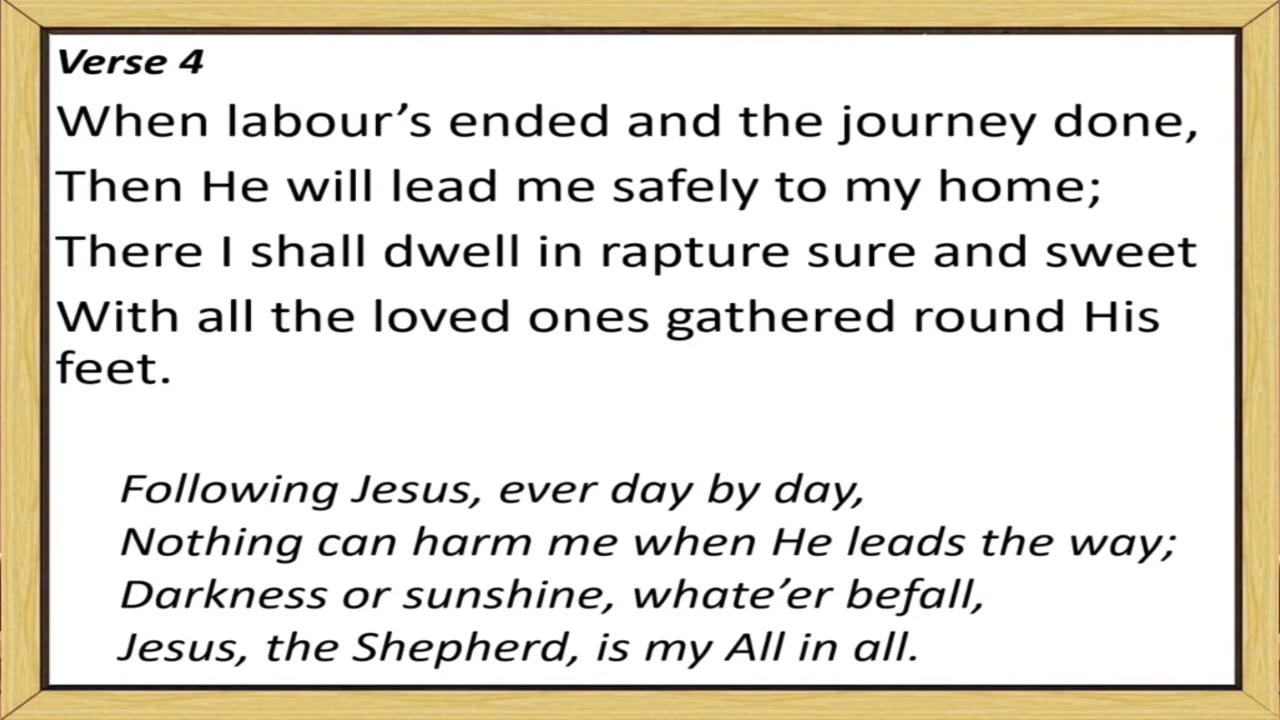 Verse 4
When labour’s ended and the journey done,
Then He will lead me safely to my home;
There I shall dwell in rapture sure and sweet
With all the loved ones gathered round His
feet.
Following Jesus, ever day by day,
Nothing can harm me when He leads the way;
Darkness or sunshine, whate’er befall,
Jesus, the Shepherd, is my All in all.